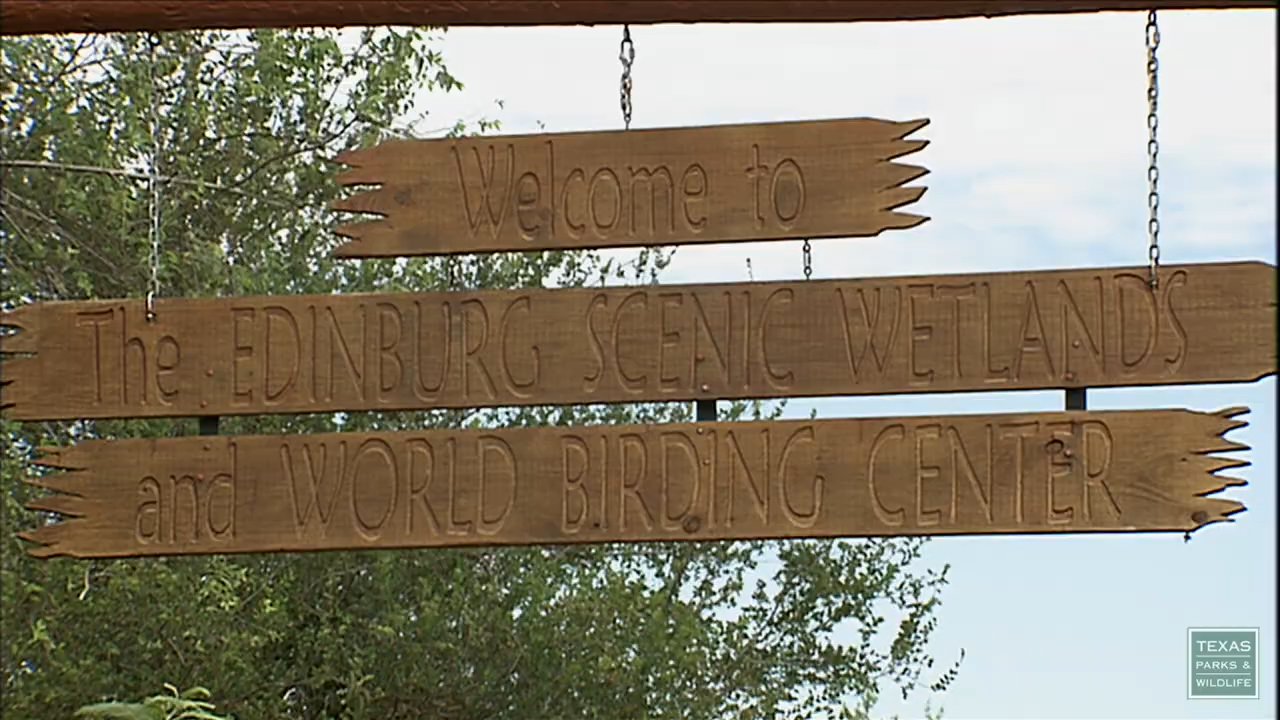 Welcome to
The EDINBURG SCENIC WETLANDS
and WORLD BIRDING CENTER
TEXAS
PARKS &
WILDLIFE